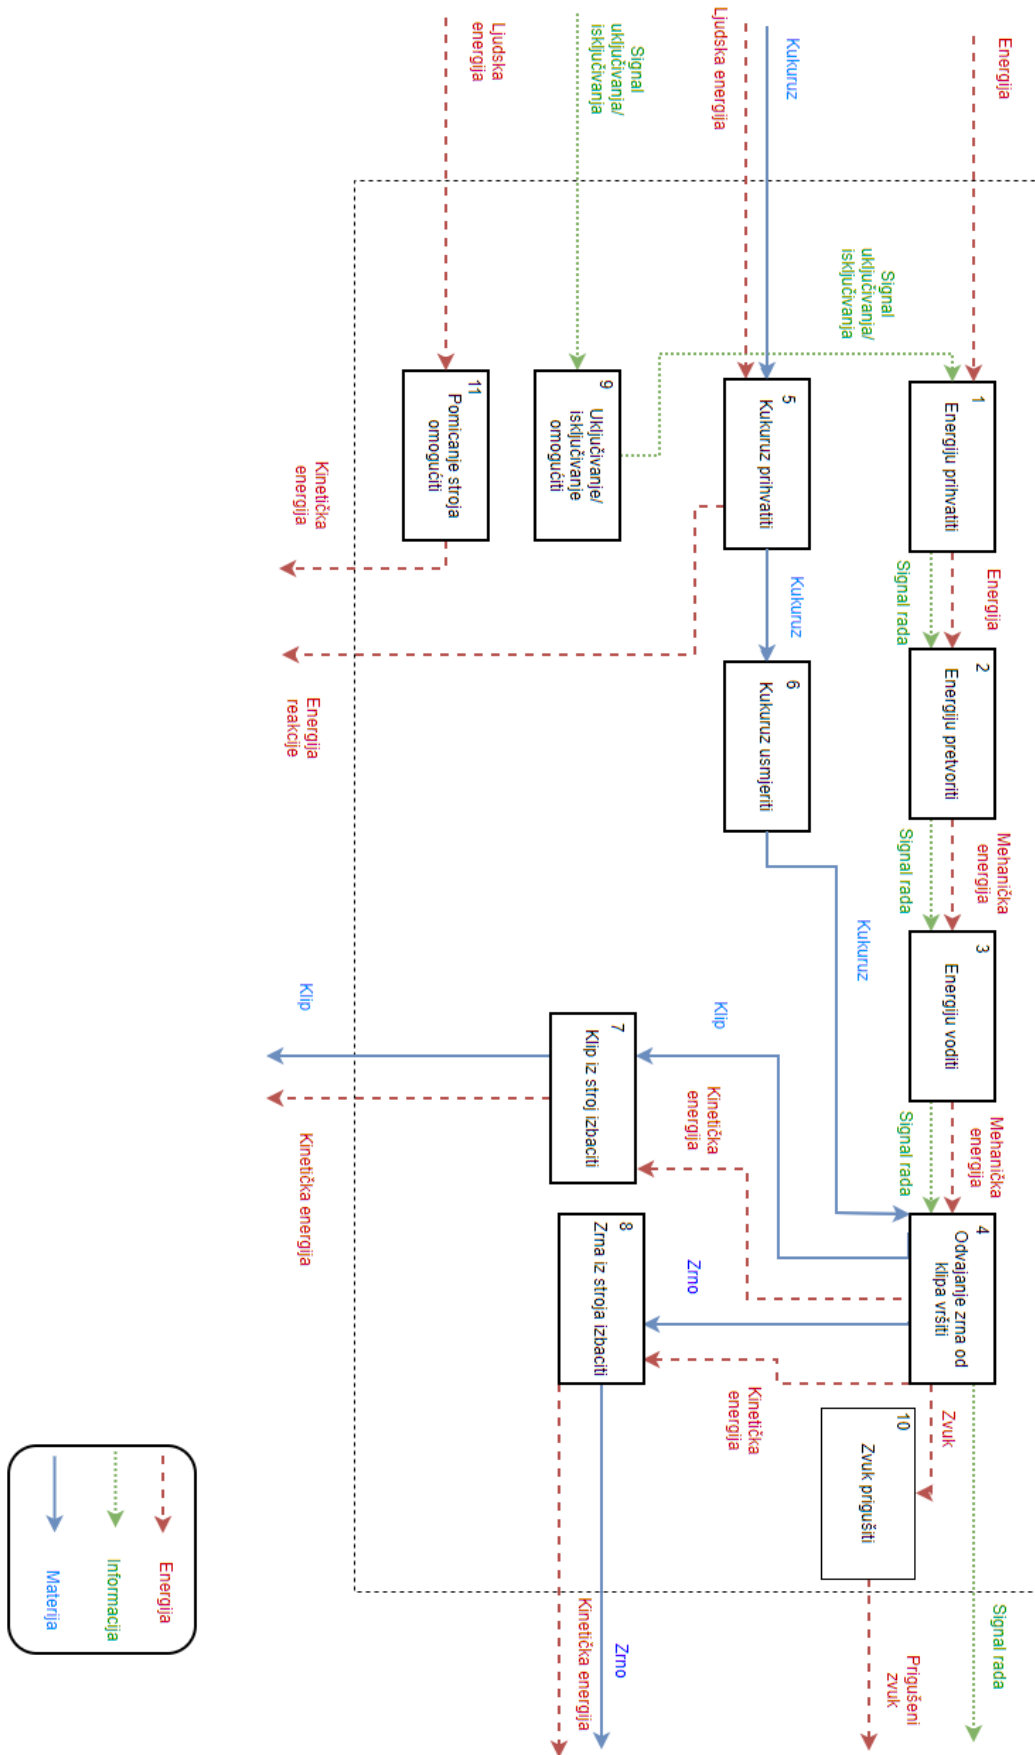 Energija
1
Energiju prihvatiti
Energija
Signal rada
2
Energiju pretvoriti
Mehanička
energija
Signal rada
3
Energiju voditi
Mehanička
energija
Signal rada
4
Odvajanje zrna od
klipa vršiti
Signal rada
Zvuk
10
Zvuk prigušiti
Prigušeni
zvuk
Signal
uključivanja/
isključivanja
Kukuruz
Ljudska energija
5
Kukuruz prihvatiti
Kukuruz
6
Kukuruz usmjeriti
Kukuruz
Klip
Kinetička
energija
Zrno
Kinetička
energija
Signal
uključivanja/
isključivanja
9
Uključivanje/
isključivanje
omogućiti
7
Klip iz stroj izbaciti
8
Zrna iz stroja izbaciti
Zrno
Kinetička energija
Ljudska
energija
11
Pomicanje stroja
omogućiti
Kinetička
energija
Energija
reakcije
Klip
Kinetička energija
Energija
Informacija
Materija